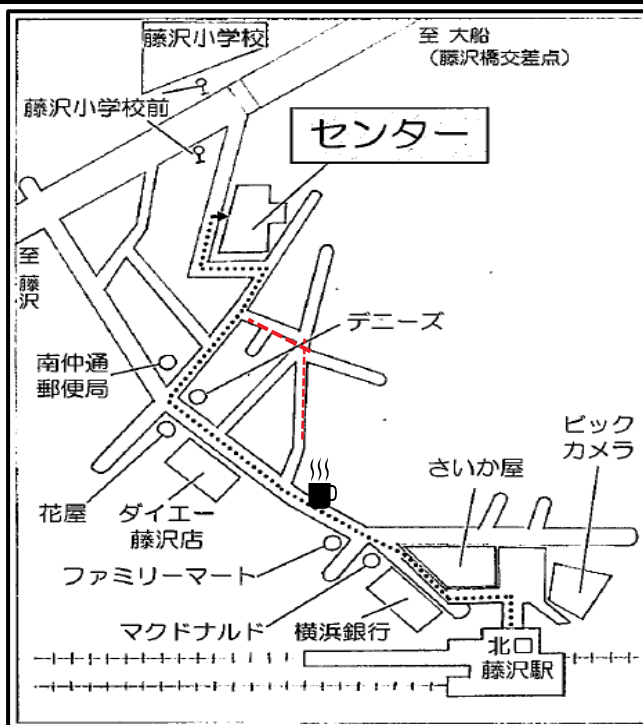 藤沢小学校
至 大船
(藤沢橋交差点)
藤沢小学校前
センター
至 藤沢
デニーズ
南仲通
郵便局
ビック
カメラ
さいか屋
花屋
ダイエー
藤沢店
ファミリーマート
マクドナルド
横浜銀行
北口
藤沢駅